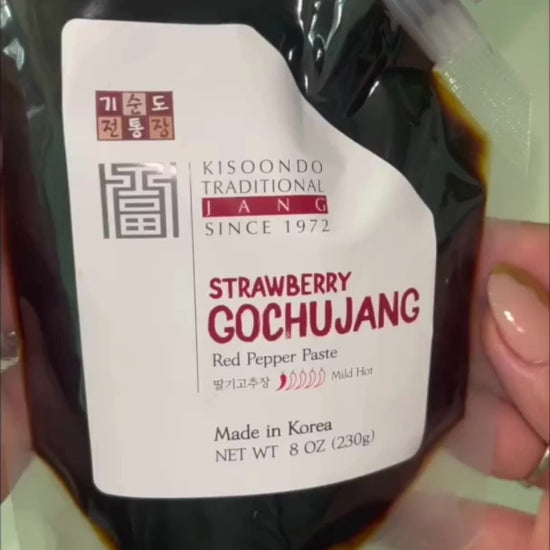 기순도
전통장
KISOONDO
TRADITIONAL
JANG
SINCE 1972
STRAWBERRY
GOCHUJANG
Red Pepper Paste
딸기고추장 Mild Hot
Made in Korea
NET WT 8 OZ (230g)